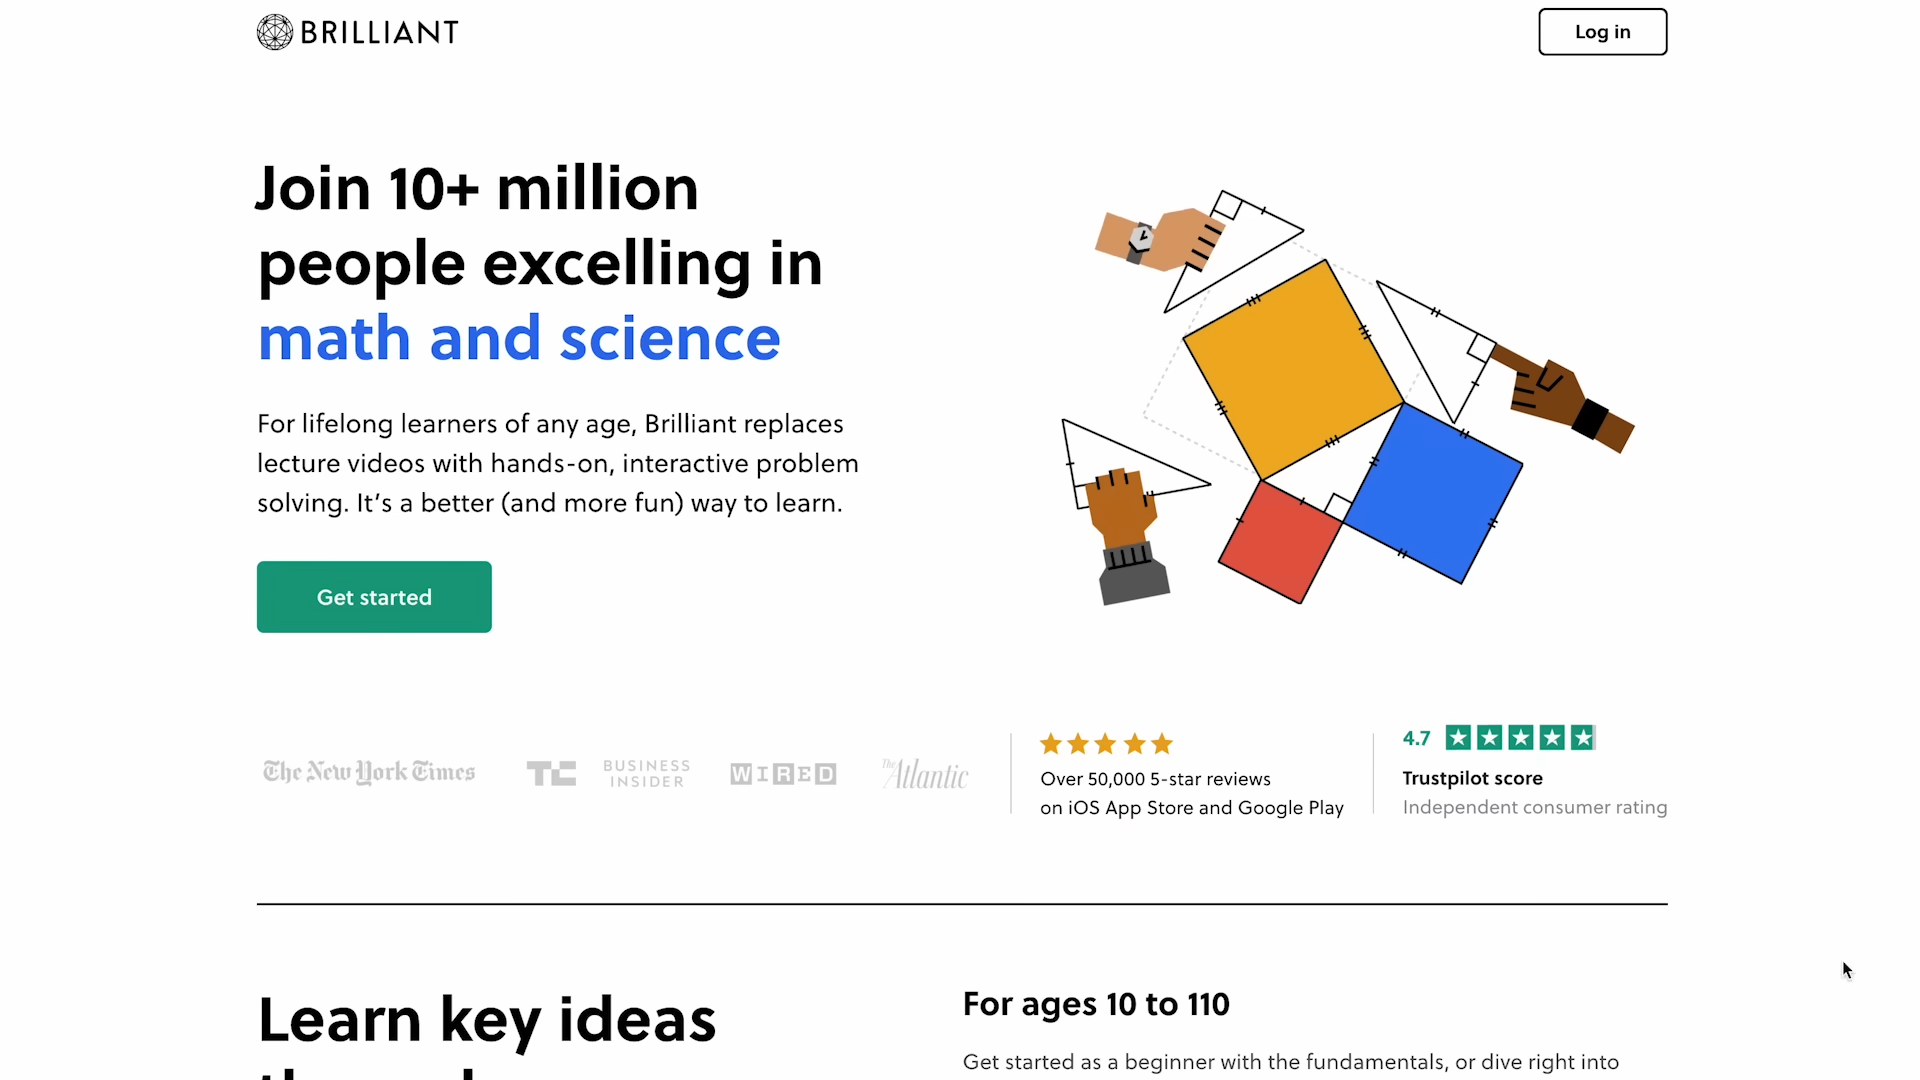 BRILLIANT
Log in
Join 10+ million
people excelling in
math and science
For lifelong learners of any age, Brilliant replaces
lecture videos with hands-on, interactive problem
solving. It’s a better (and more fun) way to learn.
Get started
The New York Times
TC
BUSINESS
INSIDER
WIRED
The Atlantic
Over 50,000 5-star reviews
on iOS App Store and Google Play
4.7
Trustpilot score
Independent consumer rating
Learn key ideas
For ages 10 to 110
Get started as a beginner with the fundamentals, or dive right into